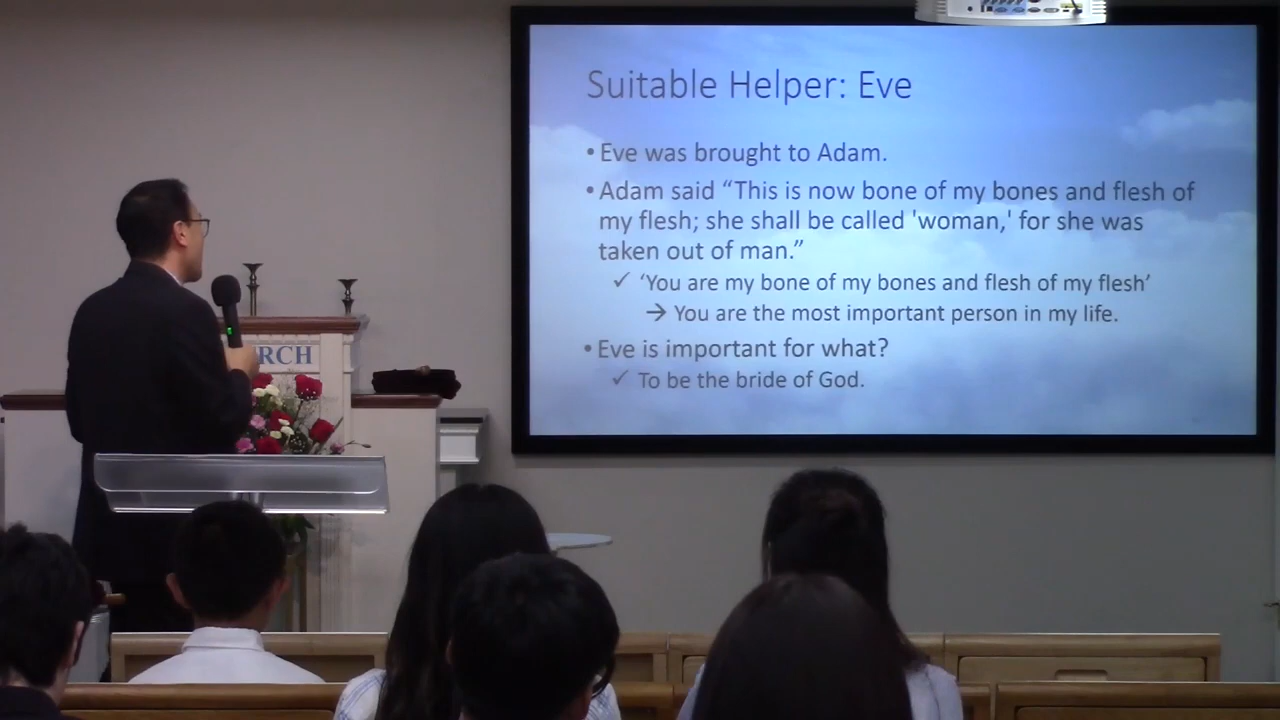 Suitable Helper: Eve
• Eve was brought to Adam.
• Adam said “This is now bone of my bones and flesh of
my flesh; she shall be called 'woman,' for she was
taken out of man.”
✓ ‘You are my bone of my bones and flesh of my flesh’
→ You are the most important person in my life.
• Eve is important for what?
✓ To be the bride of God.
RCH